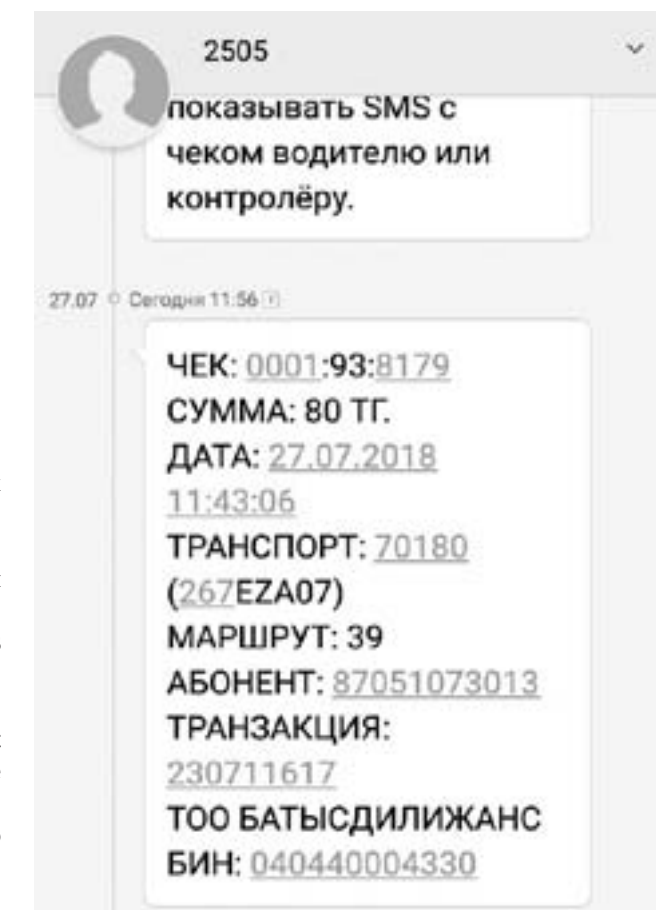 2505
показывать SMS с
чеком водителю или
контролёру.
27.07 Сегодня 11:56
ЧЕК: 0001:93:8179
СУММА: 80 ТГ.
ДАТА: 27.07.2018
11:43:06
ТРАНСПОРТ: 70180
(267EZA07)
МАРШРУТ: 39
АБОНЕНТ: 87051073013
ТРАНЗАКЦИЯ:
230711617
ТОО БАТЫСДИЛИЖАНС
БИН: 040440004330